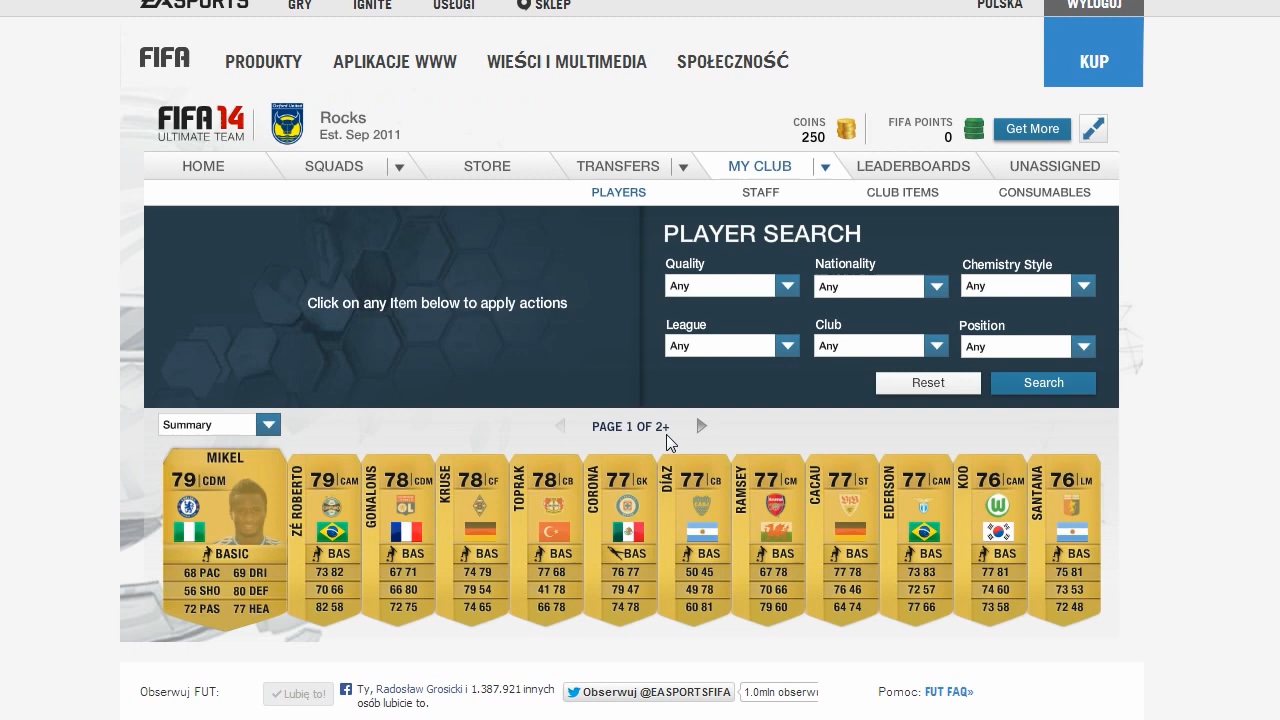 EA SPORTS GRY IGNITE USŁUGI SKLEP POLSKA WYLOGUJ
FIFA PRODUKTY APLIKACJE WWW WIEŚCI I MULTIMEDIA SPOŁECZNOŚĆ KUP
FIFA 14
ULTIMATE TEAM
Oxford United
Rocks
Est. Sep 2011
COINS
250
FIFA POINTS
0
Get More
HOME SQUADS STORE TRANSFERS MY CLUB LEADERBOARDS UNASSIGNED
PLAYERS STAFF CLUB ITEMS CONSUMABLES
Click on any Item below to apply actions
PLAYER SEARCH
Quality Nationality Chemistry Style
Any Any Any
League Club Position
Any Any Any
Reset Search
Summary
PAGE 1 OF 2+
MIKEL
79 CDM
BASIC
68 PAC 69 DRI
56 SHO 80 DEF
72 PAS 77 HEA
ZÉ ROBERTO
79 CAM
BAS
73 82
70 66
82 58
GONALONS
78 CDM
BAS
67 71
66 80
72 75
KRUSE
78 CF
BAS
74 79
79 54
74 65
TOPRAK
78 CB
BAS
77 68
41 78
66 78
CORONA
77 GK
BAS
76 77
79 47
74 78
DÍAZ
77 CB
BAS
50 45
49 78
60 81
RAMSEY
77 CM
BAS
67 78
70 66
79 60
CACAU
77 ST
BAS
77 78
76 46
64 74
EDERSON
77 CAM
BAS
73 83
72 57
77 66
KOO
76 CAM
BAS
77 81
74 60
73 58
SANTANA
76 LM
BAS
75 81
73 53
72 48
Obserwuj FUT:
Lubię to!
Ty, Radosław Grosicki i 1.387.921 innych
osób lubicie to.
Obserwuj @EASPORTSFIFA
1.0mln obserwu
Pomoc: FUT FAQ»